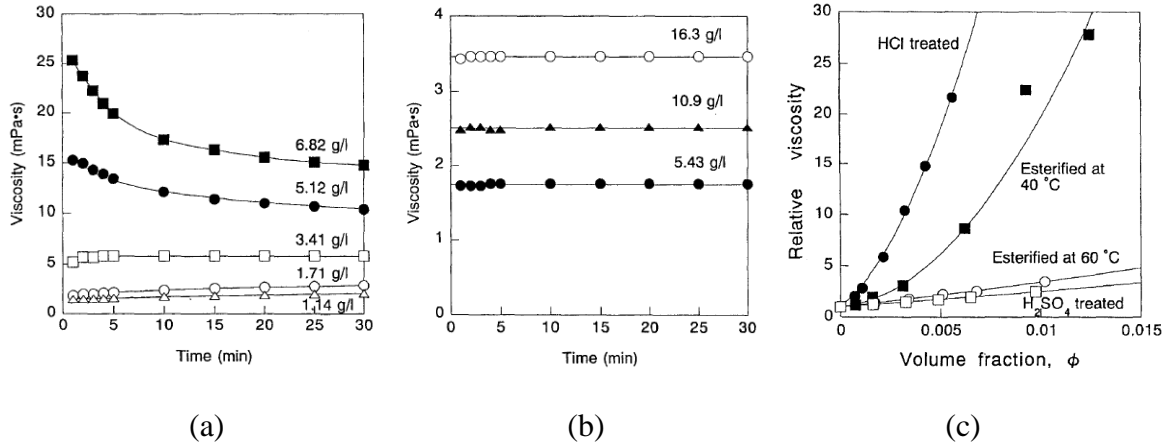 30
25
20
15
10
5
0
Viscosity (mPa•s)
6.82 g/l
5.12 g/l
3.41 g/l
1.71 g/l
1.14 g/l
0 5 10 15 20 25 30
Time (min)
(a)
4
3
2
1
0
Viscosity (mPa•s)
16.3 g/l
10.9 g/l
5.43 g/l
0 5 10 15 20 25 30
Time (min)
(b)
30
25
20
15
10
5
0
Relative viscosity
HCl treated
Esterified at
40 °C
Esterified at 60 °C
H2SO4 treated
0 0.005 0.01 0.015
Volume fraction, ϕ
(c)